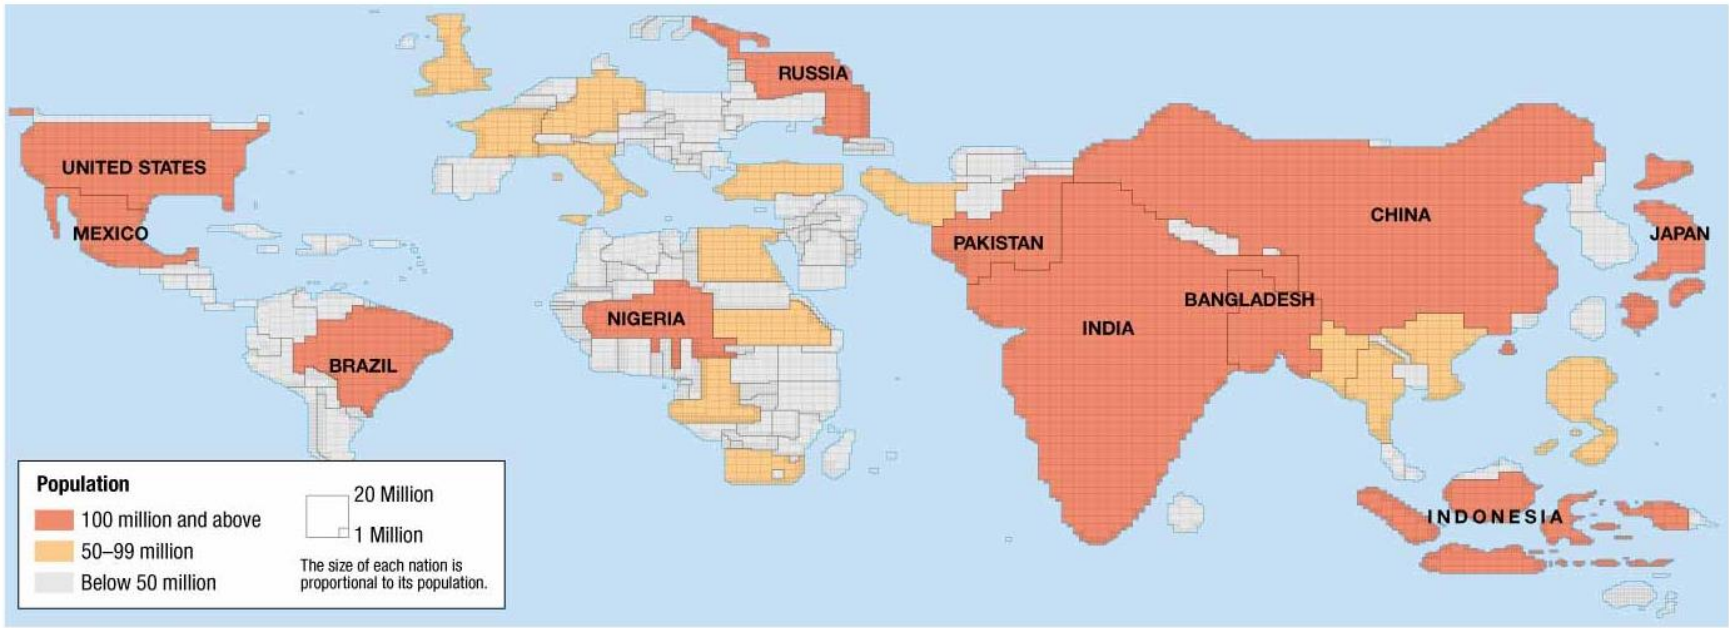 RUSSIA
UNITED STATES
MEXICO
CHINA
JAPAN
PAKISTAN
BANGLADESH
INDIA
NIGERIA
BRAZIL
INDONESIA
Population
100 million and above
50–99 million
Below 50 million
20 Million
1 Million
The size of each nation is
proportional to its population.